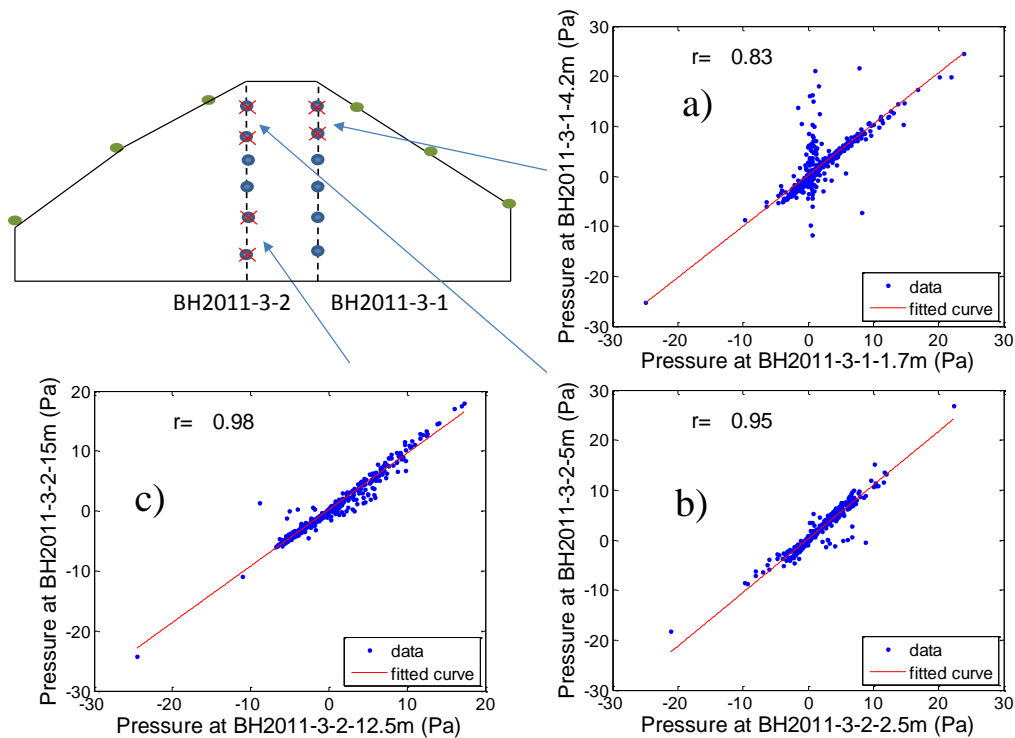 BH2011-3-2
BH2011-3-1
30
20
10
0
-10
-20
-30
-30
-20
-10
0
10
20
30
Pressure at BH2011-3-1-4.2m (Pa)
Pressure at BH2011-3-1-1.7m (Pa)
r= 0.83
a)
data
fitted curve
20
10
0
-10
-20
-30
-30
-20
-10
0
10
20
Pressure at BH2011-3-2-15m (Pa)
Pressure at BH2011-3-2-12.5m (Pa)
r= 0.98
c)
data
fitted curve
30
20
10
0
-10
-20
-30
-30
-20
-10
0
10
20
30
Pressure at BH2011-3-2-5m (Pa)
Pressure at BH2011-3-2-2.5m (Pa)
r= 0.95
b)
data
fitted curve